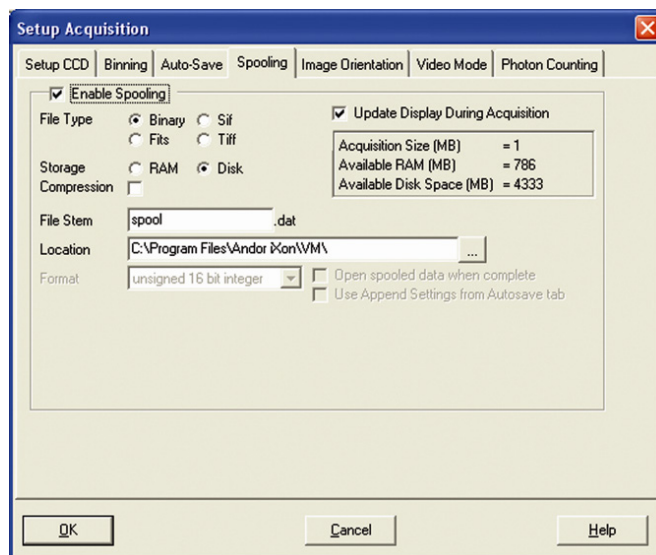 Setup Acquisition
Setup CCD Binning Auto-Save Spooling Image Orientation Video Mode Photon Counting
Enable Spooling
File Type Binary Sif
Fits Tiff
Update Display During Acquisition
Acquisition Size (MB) = 1
Available RAM (MB) = 786
Available Disk Space (MB) = 4333
Storage RAM Disk
Compression
File Stem spool .dat
Location C:\Program Files\Andor iXon\VM\ ...
Format unsigned 16 bit integer Open spooled data when complete
Use Append Settings from Autosave tab
OK Cancel Help